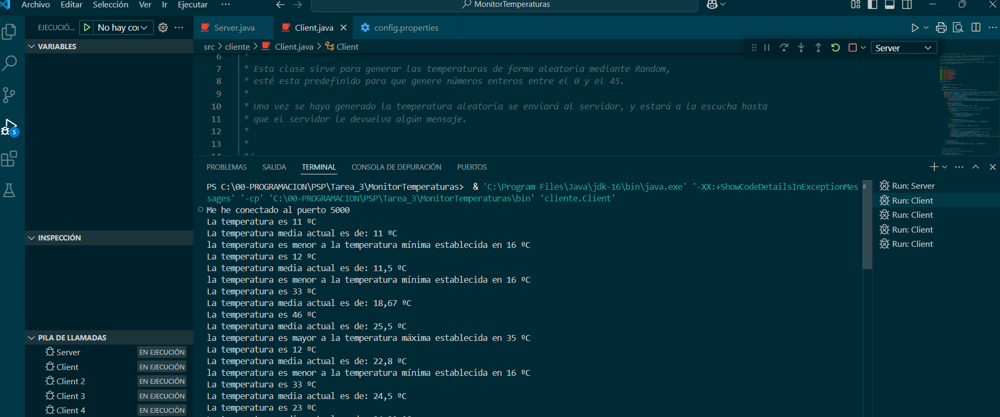 Archivo Editar Selección Ver Ir Ejecutar ··· MonitorTemperaturas
EJECUCIÓ... No hay co
VARIABLES
INSPECCIÓN
PILA DE LLAMADAS
Server EN EJECUCIÓN
Client EN EJECUCIÓN
Client 2 EN EJECUCIÓN
Client 3 EN EJECUCIÓN
Client 4 EN EJECUCIÓN
5
Server.java Client.java config.properties
src > cliente > Client.java > Client
Server
6 *
7 * Esta clase sirve para generar las temperaturas de forma aleatoria mediante Random,
8 * esté esta predefinido para que genere números enteros entre el 0 y el 45.
9 *
10 * Una vez se haya generado la temperatura aleatoria se enviará al servidor, y estará a la escucha hasta
11 * que el servidor le devuelva algún mensaje.
12 *
13 *
14 */
PROBLEMAS SALIDA TERMINAL CONSOLA DE DEPURACIÓN PUERTOS
PS C:\00-PROGRAMACION\PSP\Tarea_3\MonitorTemperaturas> & 'C:\Program Files\Java\jdk-16\bin\java.exe' '-XX:+ShowCodeDetailsInExceptionMes
sages' '-cp' 'C:\00-PROGRAMACION\PSP\Tarea_3\MonitorTemperaturas\bin' 'cliente.Client'
Me he conectado al puerto 5000
La temperatura es 11 ºC
La temperatura media actual es de: 11 ºC
la temperatura es menor a la temperatura mínima establecida en 16 ºC
La temperatura es 12 ºC
La temperatura media actual es de: 11,5 ºC
la temperatura es menor a la temperatura mínima establecida en 16 ºC
La temperatura es 33 ºC
La temperatura media actual es de: 18,67 ºC
La temperatura es 46 ºC
La temperatura media actual es de: 25,5 ºC
la temperatura es mayor a la temperatura máxima establecida en 35 ºC
La temperatura es 12 ºC
La temperatura media actual es de: 22,8 ºC
la temperatura es menor a la temperatura mínima establecida en 16 ºC
La temperatura es 33 ºC
La temperatura media actual es de: 24,5 ºC
La temperatura es 23 ºC
Run: Server
Run: Client
Run: Client
Run: Client
Run: Client